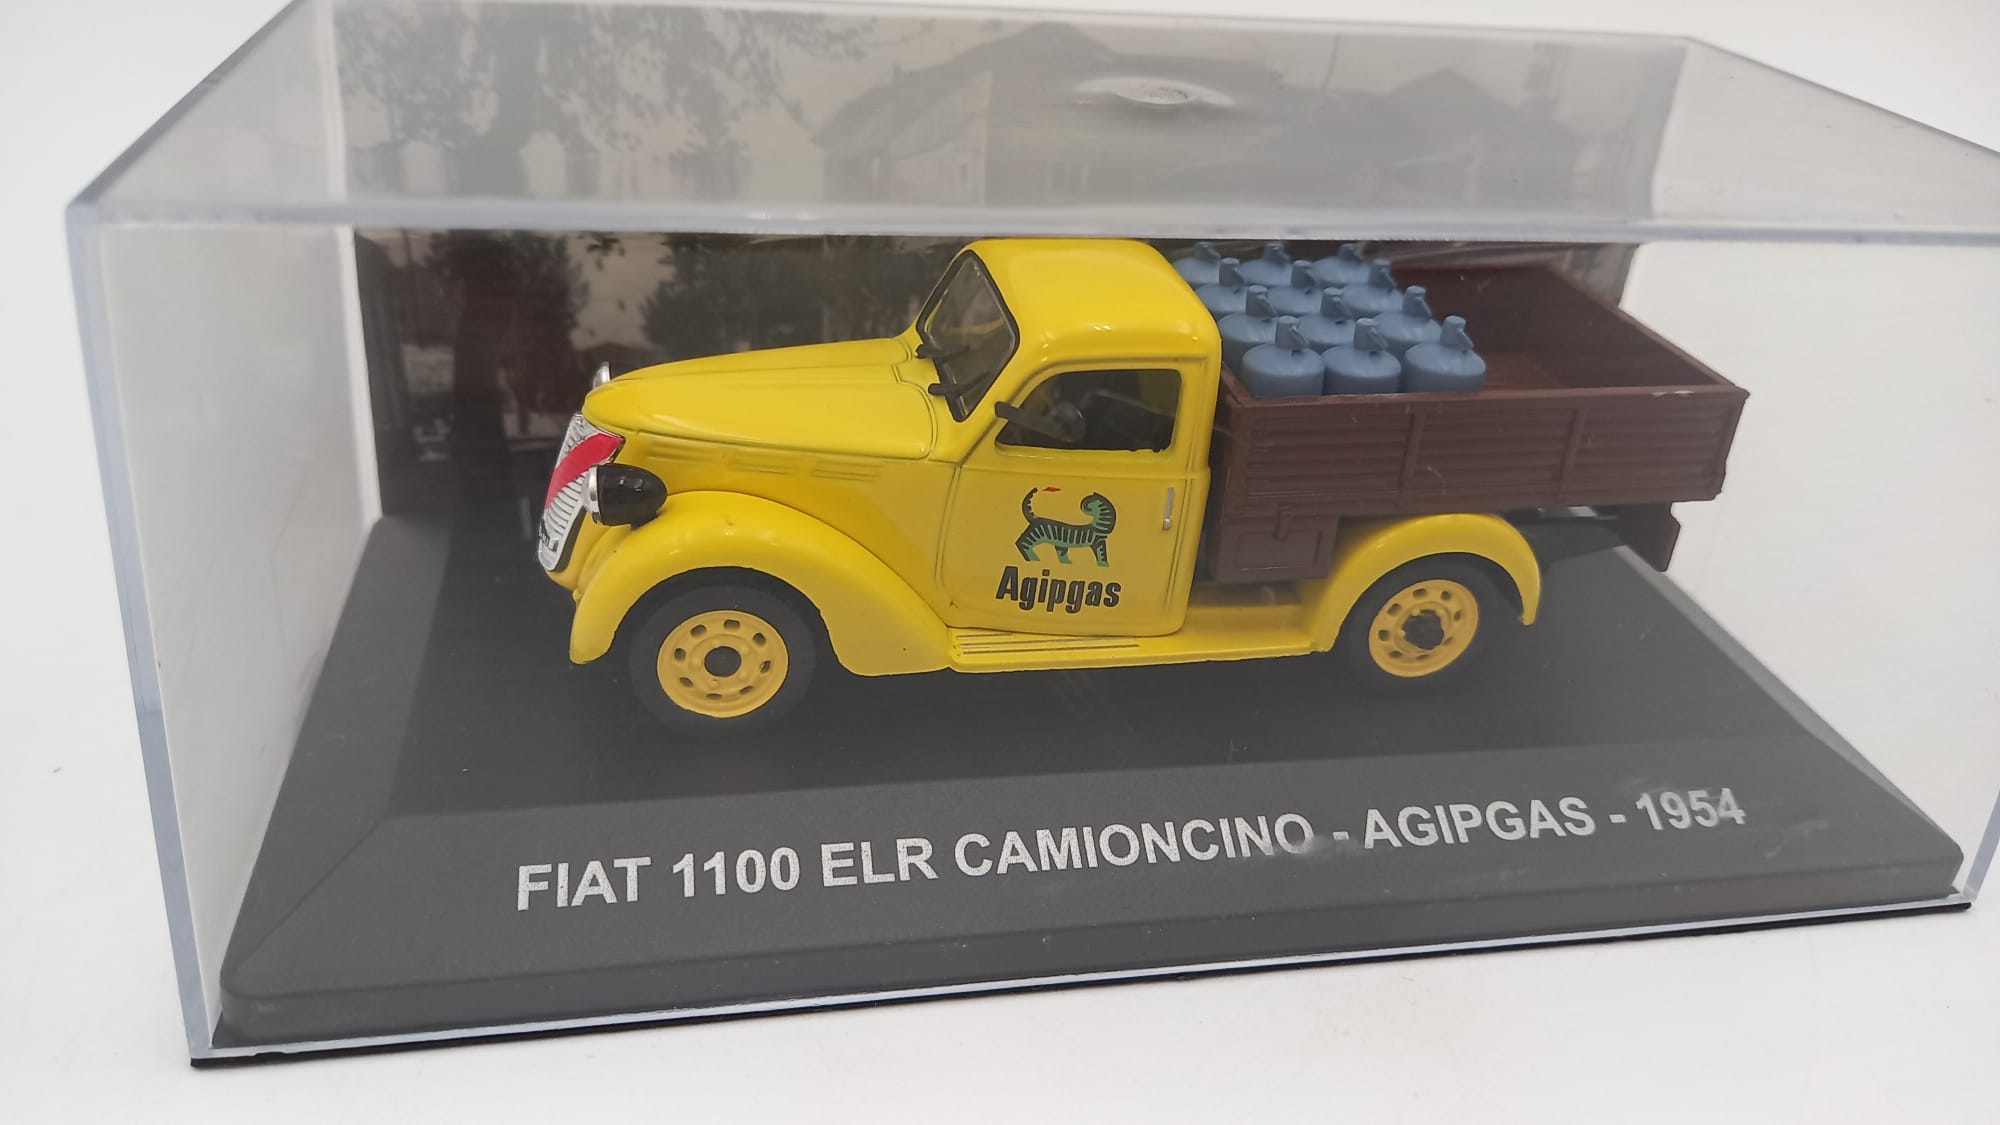 Agipgas
FIAT 1100 ELR CAMIONCINO - AGIPGAS - 1954